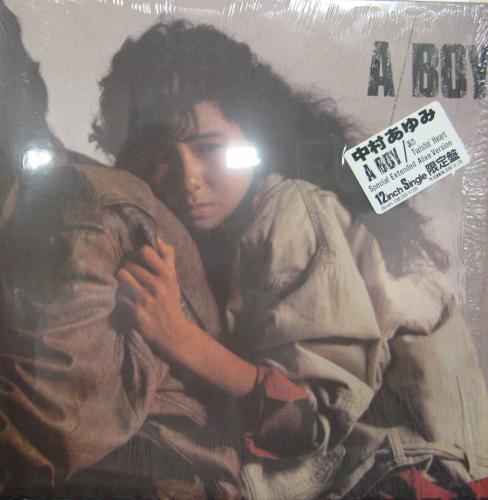 A/BOY
中村あゆみ
A BOY/
Twistin Heart
Special Extended Alive Version
12inch Single 限定盤